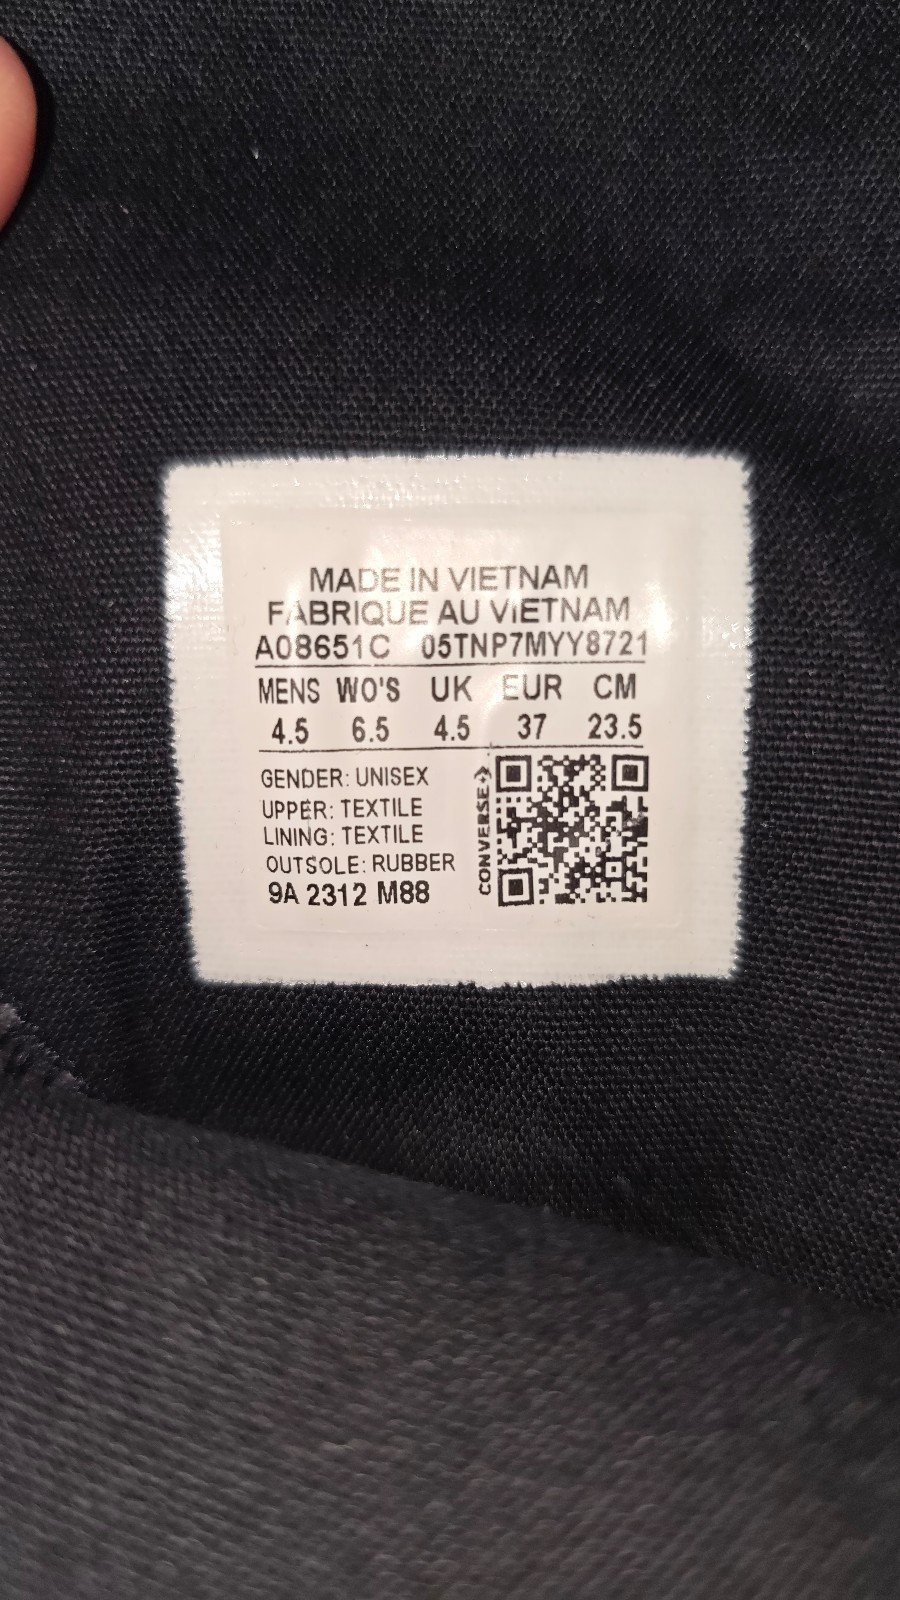 MADE IN VIETNAM
FABRIQUE AU VIETNAM
A08651C 05TNP7MYY8721
MENS WO'S UK EUR CM
4.5 6.5 4.5 37 23.5
GENDER: UNISEX
UPPER: TEXTILE
LINING: TEXTILE
OUTSOLE: RUBBER
9A 2312 M88
CONVERSE